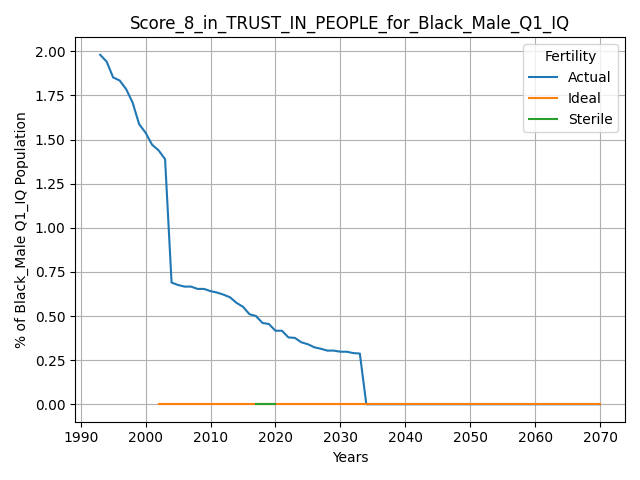 Score_8_in_TRUST_IN_PEOPLE_for_Black_Male_Q1_IQ
Fertility
Actual
Ideal
Sterile
% of Black_Male Q1_IQ Population
2.00
1.75
1.50
1.25
1.00
0.75
0.50
0.25
0.00
1990 2000 2010 2020 2030 2040 2050 2060 2070
Years